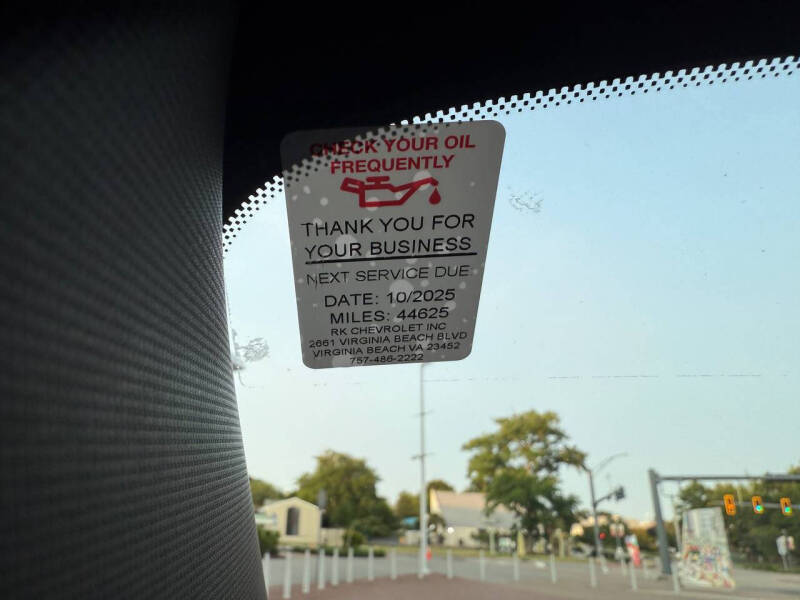 CHECK YOUR OIL
FREQUENTLY
THANK YOU FOR
YOUR BUSINESS
NEXT SERVICE DUE
DATE: 10/2025
MILES: 44625
RK CHEVROLET INC
2661 VIRGINIA BEACH BLVD
VIRGINIA BEACH VA 23452
757-486-2222